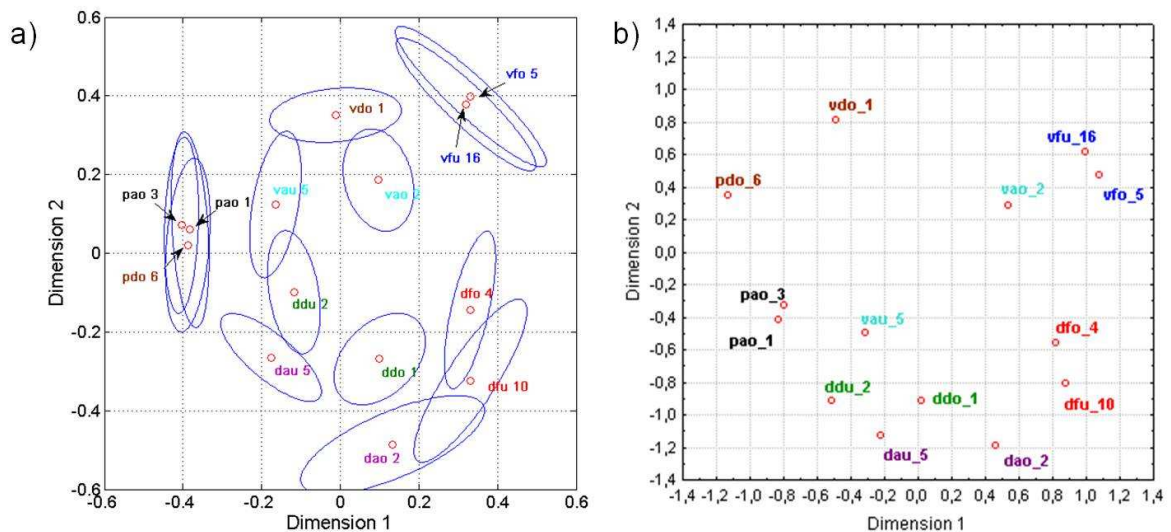 a)
Dimension 2
0.6
0.4
0.2
0
-0.2
-0.4
-0.6
vfo 5
vdo 1
vfu 16
vau 5
vao 2
pao 3
pao 1
pdo 6
ddu 2
dfo 4
dau 5
ddo 1
dfu 10
dao 2
-0.6 -0.4 -0.2 0 0.2 0.4 0.6
Dimension 1
b)
Dimension 2
1,4
1,2
1,0
0,8
0,6
0,4
0,2
0,0
-0,2
-0,4
-0,6
-0,8
-1,0
-1,2
-1,4
vdo_1
vfu_16
pdo_6
vao_2
vfo_5
pao_3
pao_1
vau_5
dfo_4
ddu_2
ddo_1
dfu_10
dau_5
dao_2
-1,4 -1,2 -1,0 -0,8 -0,6 -0,4 -0,2 0,0 0,2 0,4 0,6 0,8 1,0 1,2 1,4
Dimension 1